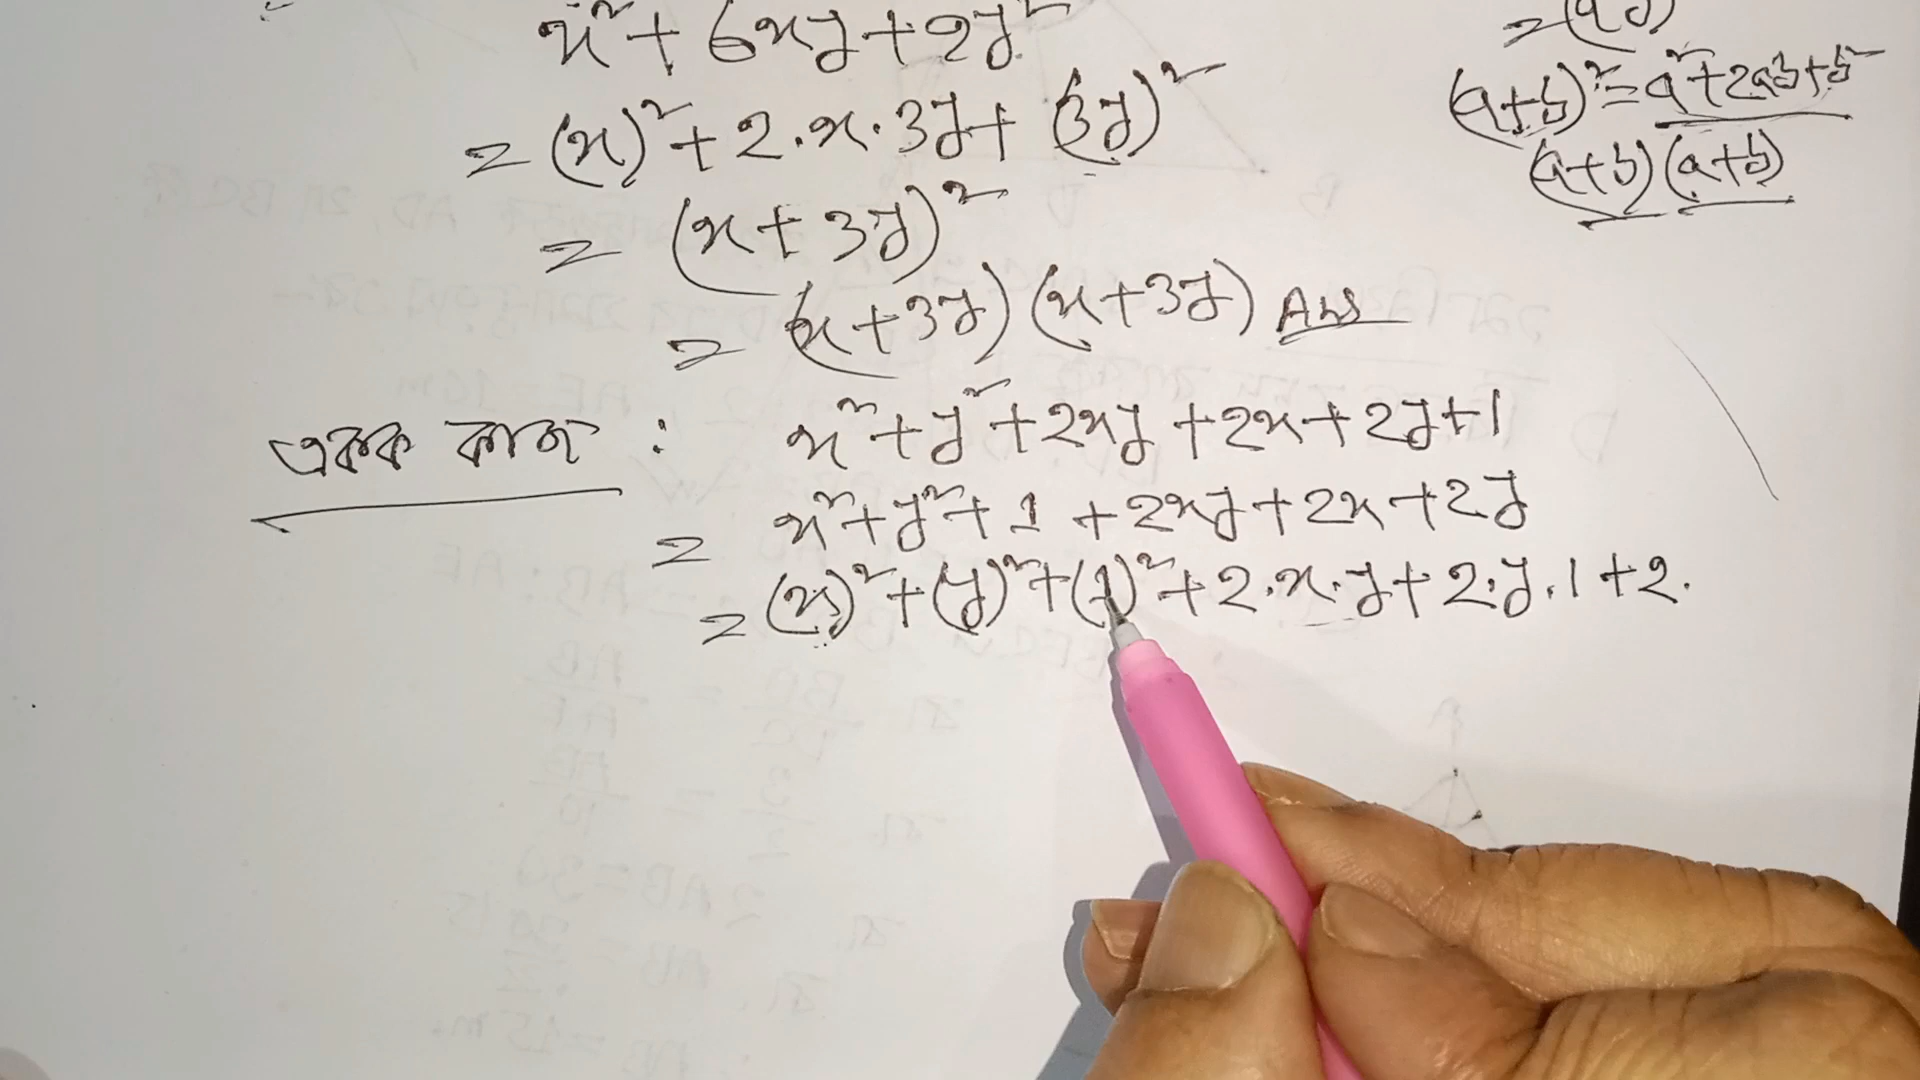 x² + 6xy + 9y²
= (x)² + 2.x.3y + (3y)²
= (x + 3y)²
= (x + 3y) (x + 3y) Ans
(a+b)² = a² + 2ab + b²
(a+b) (a+b)
একক কাজ : x² + y² + 2xy + 2x + 2y + 1
= x² + y² + 1 + 2xy + 2x + 2y
= (x)² + (y)² + (1)² + 2.x.y + 2.y.1 + 2.